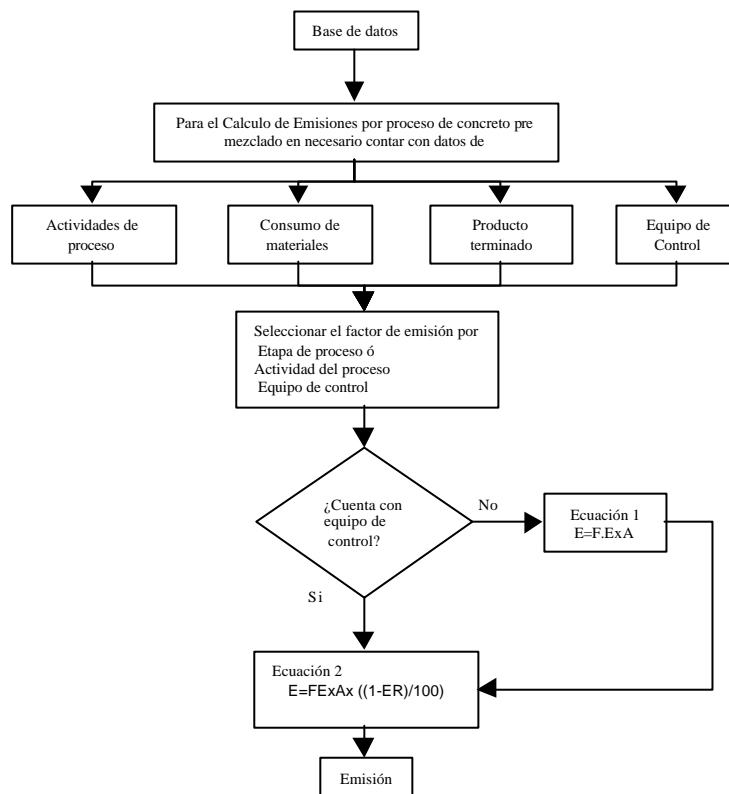 Base de datos
Para el Calculo de Emisiones por proceso de concreto pre
mezclado en necesario contar con datos de
Actividades de
proceso
Consumo de
materiales
Producto
terminado
Equipo de
Control
Seleccionar el factor de emisión por
Etapa de proceso ó
Actividad del proceso
Equipo de control
¿Cuenta con
equipo de
control?
No
Ecuación 1
E=F.ExA
Si
Ecuación 2
E=FExAx ((1-ER)/100)
Emisión